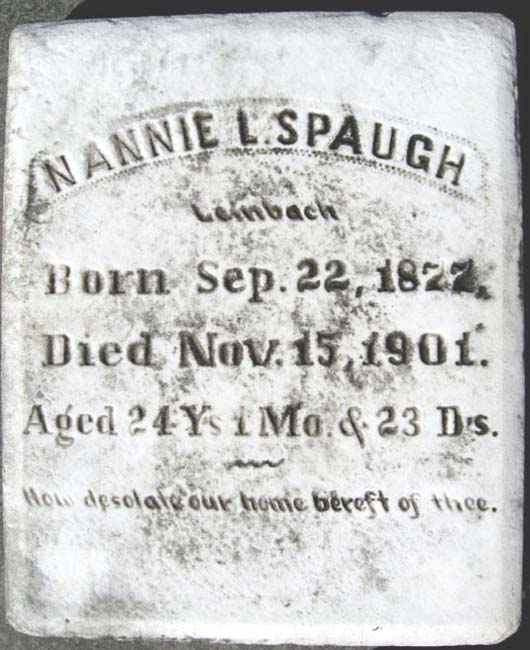 NANNIE L SPAUGH
Leinbach
Born Sep. 22, 1877.
Died Nov. 15, 1901.
Aged 24 Ys 1 Mo. & 23 Ds.
How desolate our home bereft of thee.